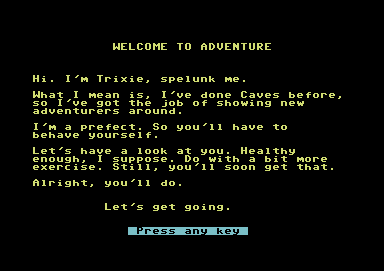 WELCOME TO ADVENTURE
Hi. I'm Trixie, spelunk me.
What I mean is, I've done Caves before,
so I've got the job of showing new
adventurers around.
I'm a prefect. So you'll have to
behave yourself.
Let's have a look at you. Healthy
enough, I suppose. Do with a bit more
exercise. Still, you'll soon get that.
Alright, you'll do.
Let's get going.
Press any key